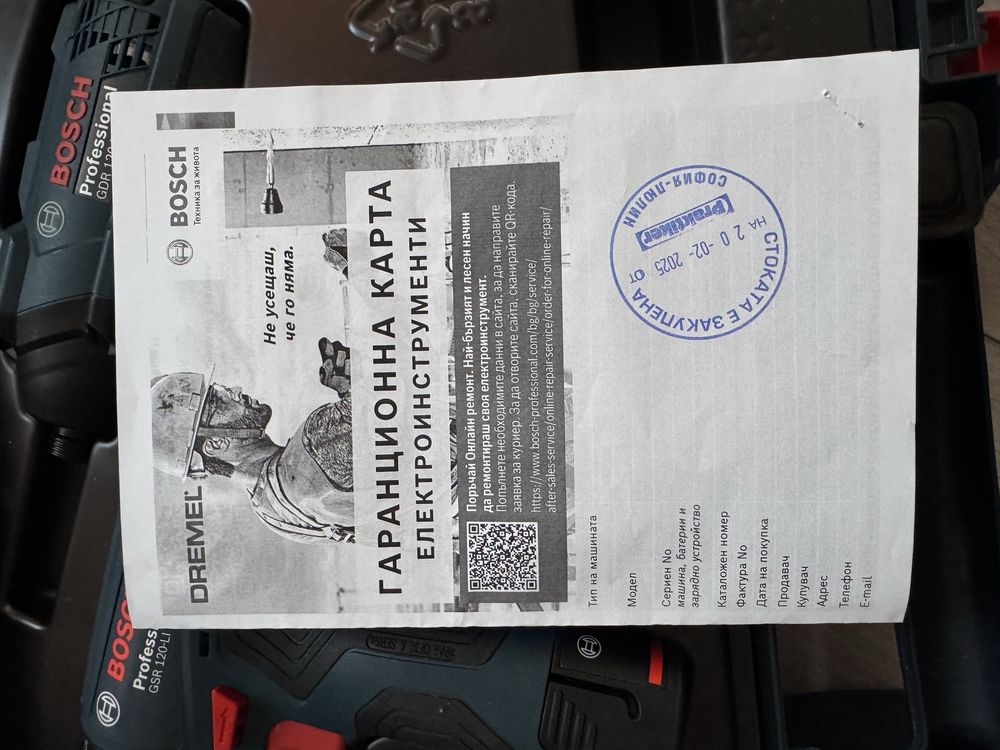 BOSCH
Professional
GDR 120
BOSCH
Техника за живота
DREMEL
Не усещаш,
че го няма.
ГАРАНЦИОННА КАРТА
ЕЛЕКТРОИНСТРУМЕНТИ
Поръчай Онлайн ремонт. Най-бързият и лесен начин
да ремонтираш своя електроинструмент.
Попълнете необходимите данни в сайта, за да направите
заявка за куриер. За да отворите сайта, сканирайте QR-кода.
https://www.bosch-professional.com/bg/bg/service/
after-sales-service/online-repair-service/order-for-online-repair/
Тип на машината
Модел
Сериен No
машина, батерии и
зарядно устройство
Каталожен номер
Фактура No
Дата на покупка
Продавач
Купувач
Адрес
Телефон
E-mail
СТОКАТА Е ЗАКУПЕНА ОТ
Praktiker
СОФИЯ-ЛЮЛИН
НА 20-02-2025
BOSC
Profess
GSR 120-LI